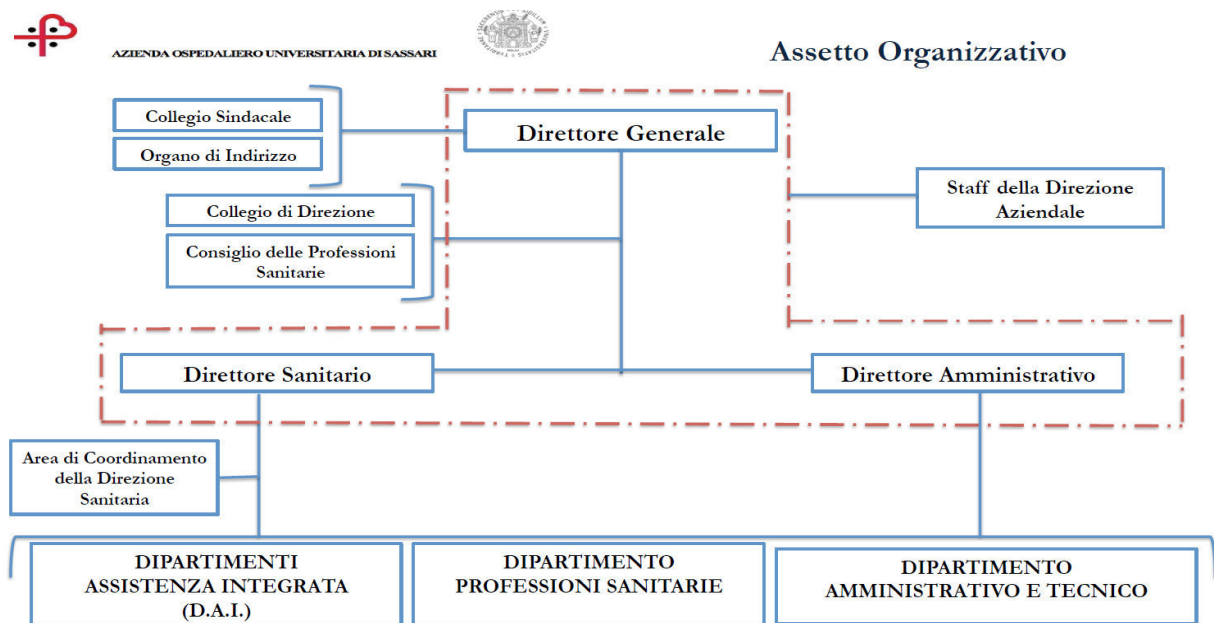 AZIENDA OSPEDALIERO UNIVERSITARIA DI SASSARI
Assetto Organizzativo
Collegio Sindacale
Organo di Indirizzo
Direttore Generale
Collegio di Direzione
Consiglio delle Professioni
Sanitarie
Staff della Direzione
Aziendale
Direttore Sanitario
Direttore Amministrativo
Area di Coordinamento
della Direzione
Sanitaria
DIPARTIMENTI
ASSISTENZA INTEGRATA
(D.A.I.)
DIPARTIMENTO
PROFESSIONI SANITARIE
DIPARTIMENTO
AMMINISTRATIVO E TECNICO